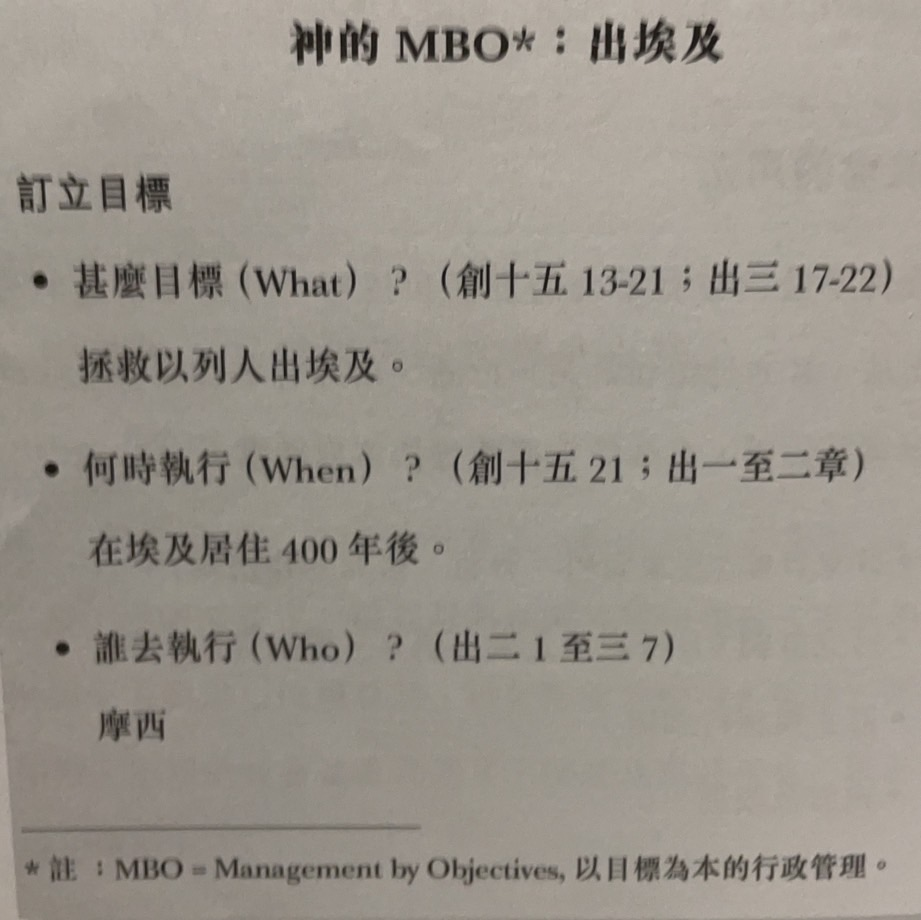 神的 MBO*：出埃及
訂立目標
• 甚麼目標（What）？（創十五 13-21；出三 17-22）
拯救以列人出埃及。
• 何時執行（When）？（創十五 21；出一至二章）
在埃及居住 400 年後。
• 誰去執行（Who）？（出二 1 至三 7）
摩西
* 註：MBO = Management by Objectives, 以目標為本的行政管理。